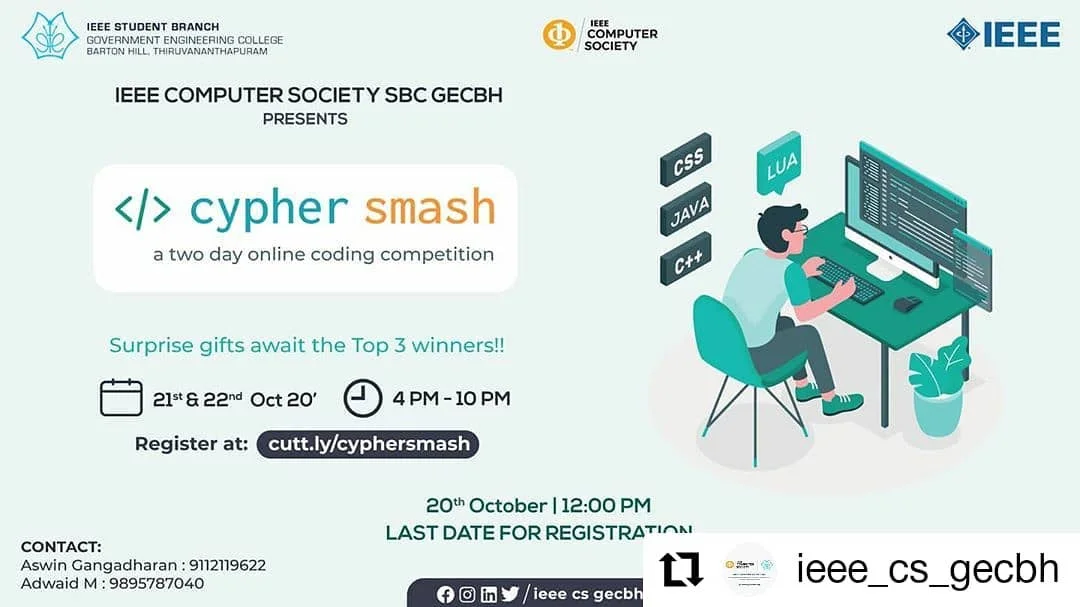 IEEE STUDENT BRANCH
GOVERNMENT ENGINEERING COLLEGE
BARTON HILL, THIRUVANANTHAPURAM
IEEE
COMPUTER
SOCIETY
IEEE
IEEE COMPUTER SOCIETY SBC GECBH
PRESENTS
</> cypher smash
a two day online coding competition
CSS
LUA
JAVA
C++
Surprise gifts await the Top 3 winners!!
21st & 22nd Oct 20’
4 PM - 10 PM
Register at: cutt.ly/cyphersmash
20th October | 12:00 PM
LAST DATE FOR REGISTRATION
CONTACT:
Aswin Gangadharan : 9112119622
Adwaid M : 9895787040
/ ieee cs gecbh
ieee_cs_gecbh